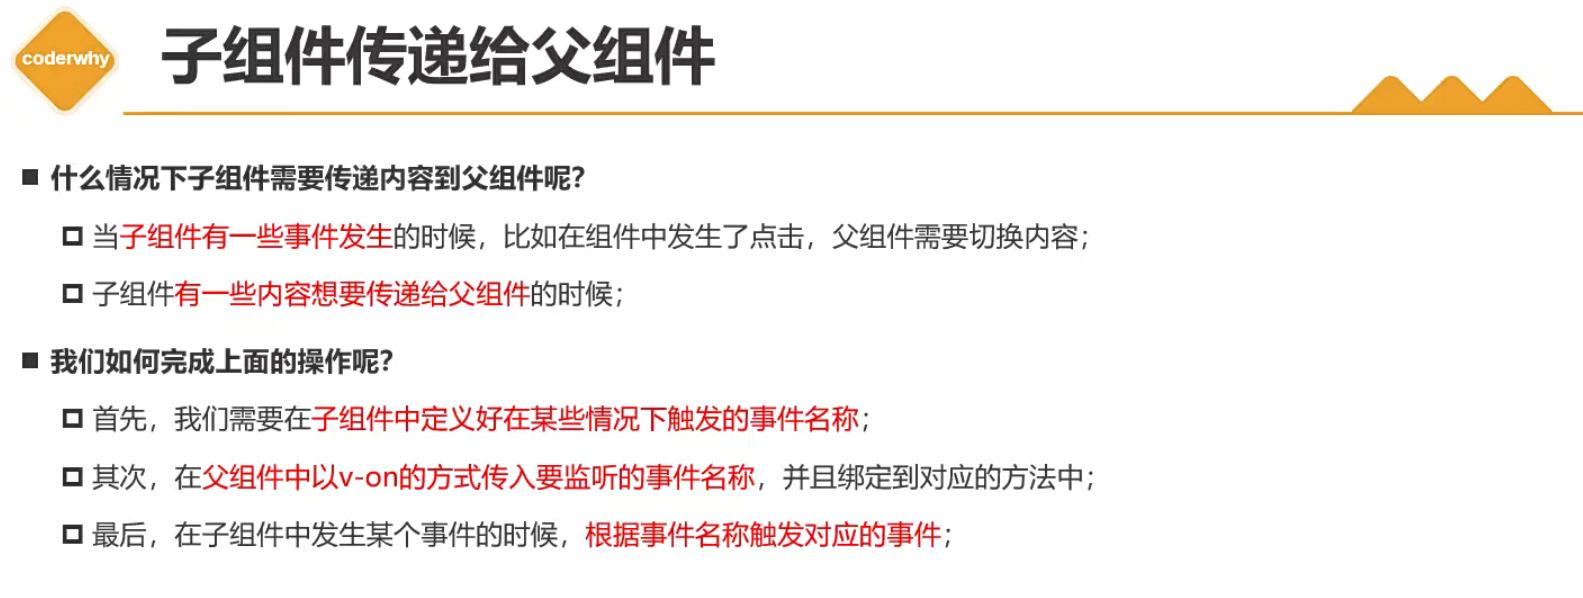 coderwhy
子组件传递给父组件
什么情况下子组件需要传递内容到父组件呢？
当子组件有一些事件发生的时候，比如在组件中发生了点击，父组件需要切换内容；
子组件有一些内容想要传递给父组件的时候；
我们如何完成上面的操作呢？
首先，我们需要在子组件中定义好在某些情况下触发的事件名称；
其次，在父组件中以v-on的方式传入要监听的事件名称，并且绑定到对应的方法中；
最后，在子组件中发生某个事件的时候，根据事件名称触发对应的事件；